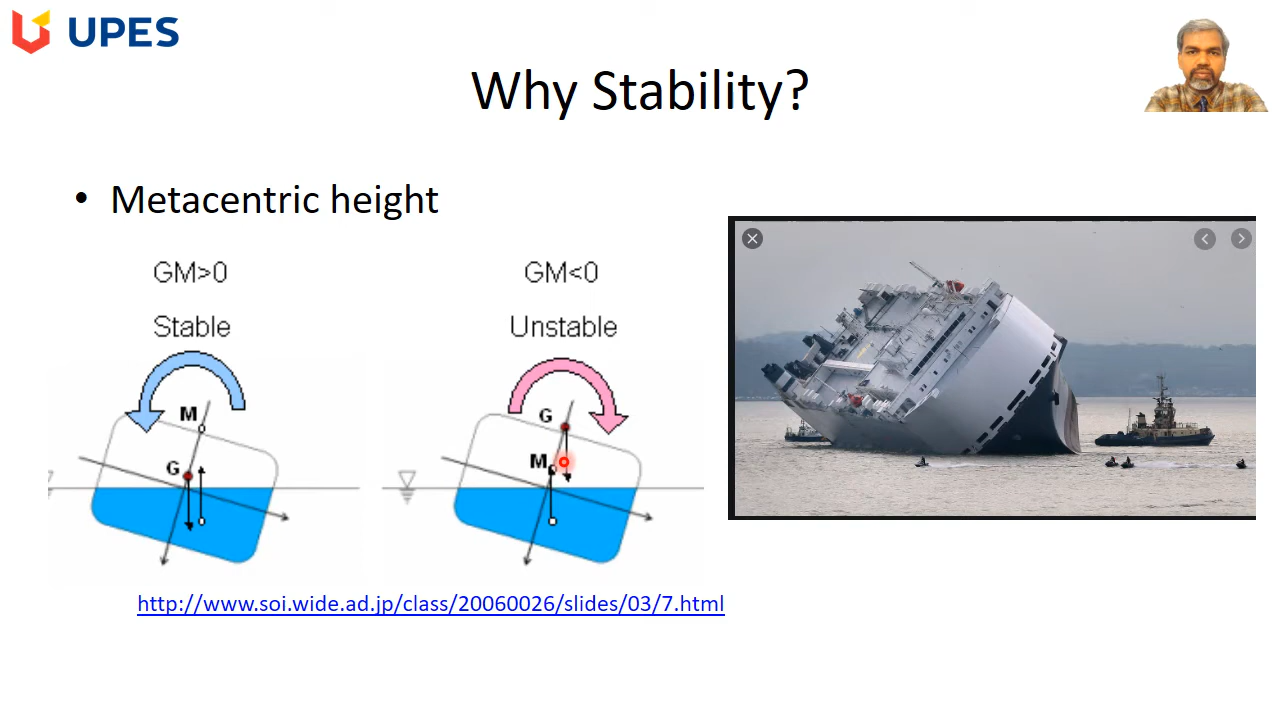 UPES
Why Stability?
• Metacentric height
GM>0
GM<0
Stable
Unstable
M
G
G
M
http://www.soi.wide.ad.jp/class/20060026/slides/03/7.html